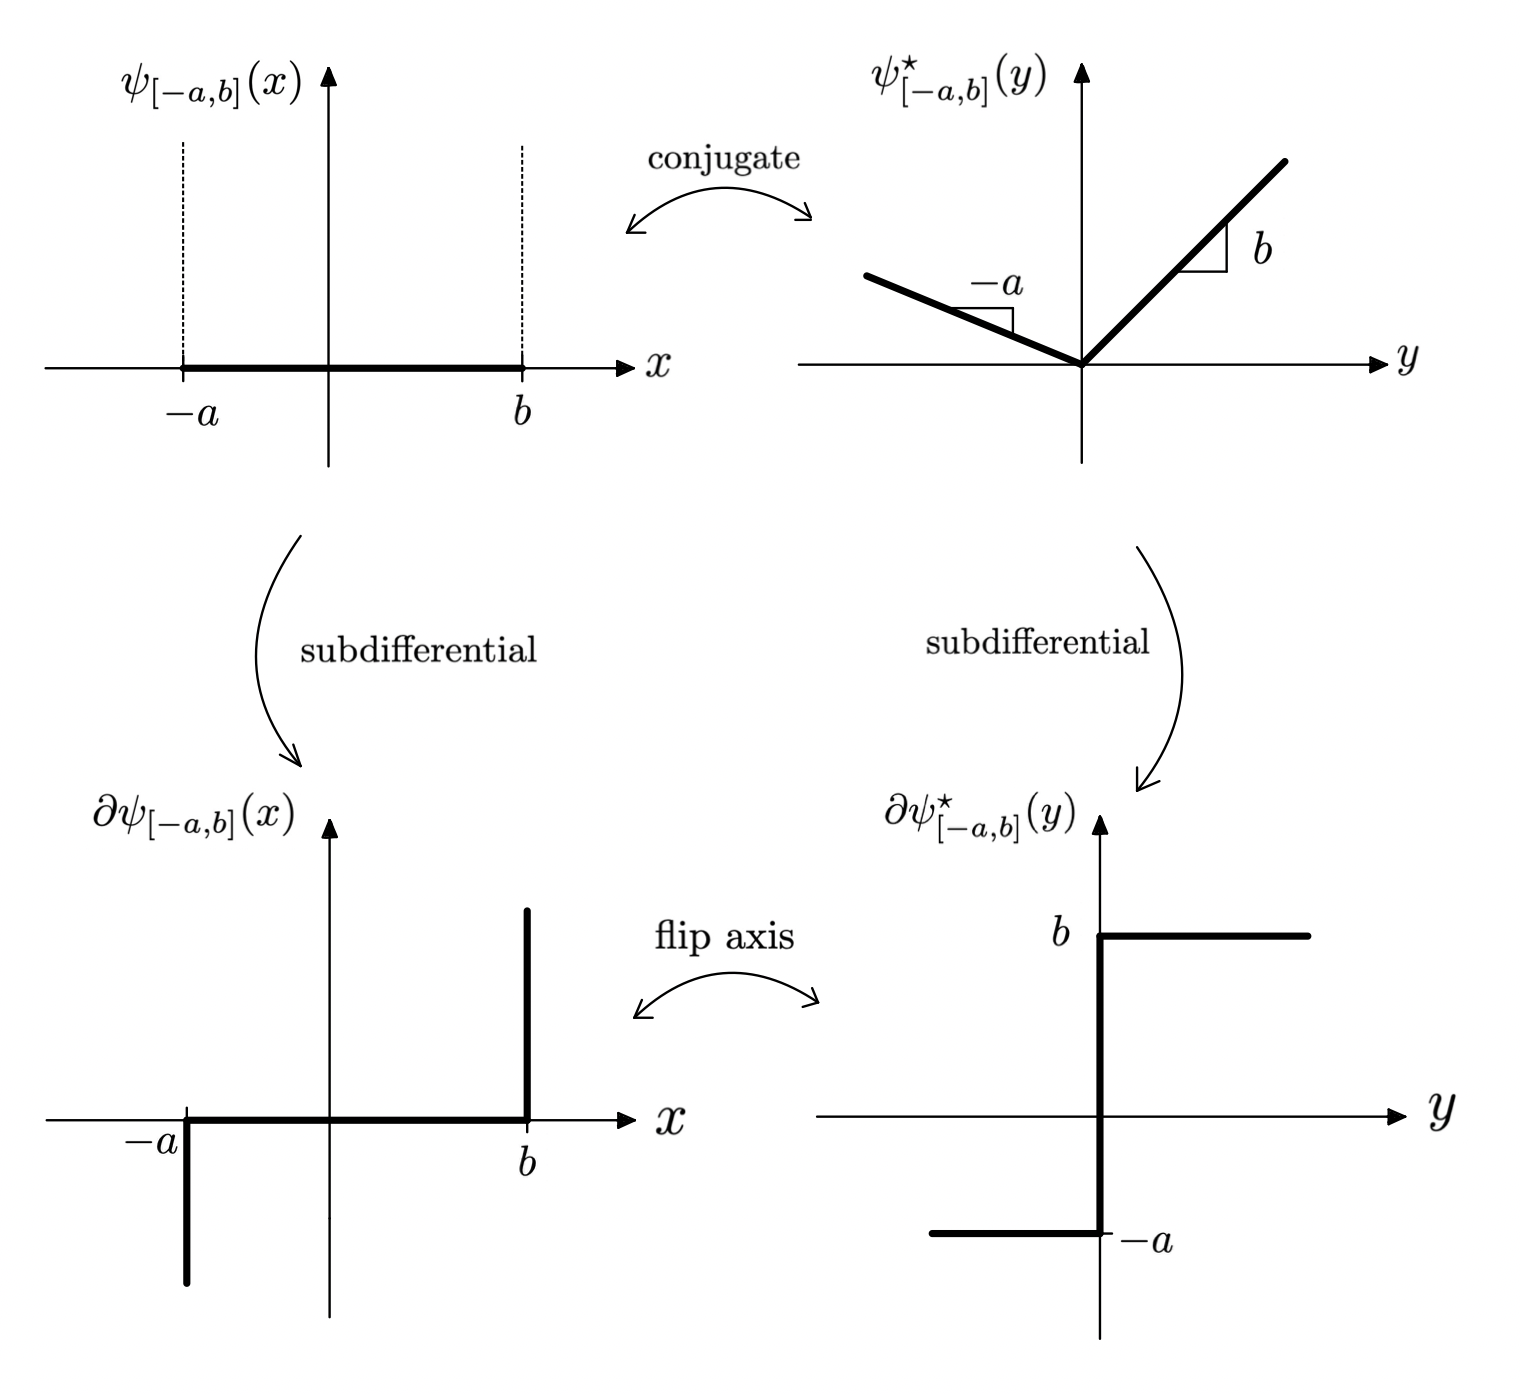 ψ_{[−a,b]}(x)
ψ⋆_{[−a,b]}(y)
conjugate
b
−a
x
y
−a
b
subdifferential
subdifferential
∂ψ_{[−a,b]}(x)
∂ψ⋆_{[−a,b]}(y)
b
flip axis
x
y
−a
b
−a